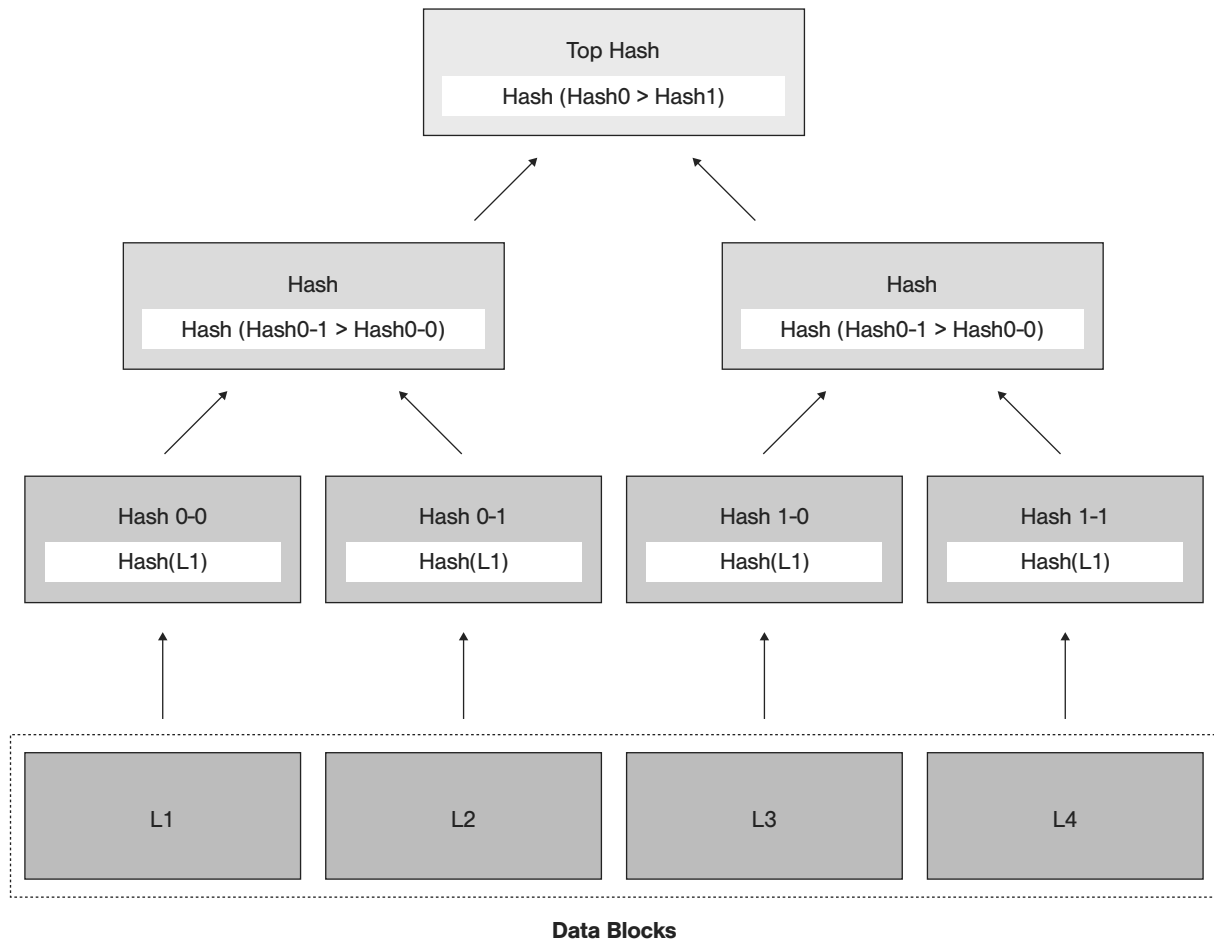 Top Hash
Hash (Hash0 > Hash1)
Hash
Hash (Hash0-1 > Hash0-0)
Hash
Hash (Hash0-1 > Hash0-0)
Hash 0-0
Hash(L1)
Hash 0-1
Hash(L1)
Hash 1-0
Hash(L1)
Hash 1-1
Hash(L1)
L1
L2
L3
L4
Data Blocks